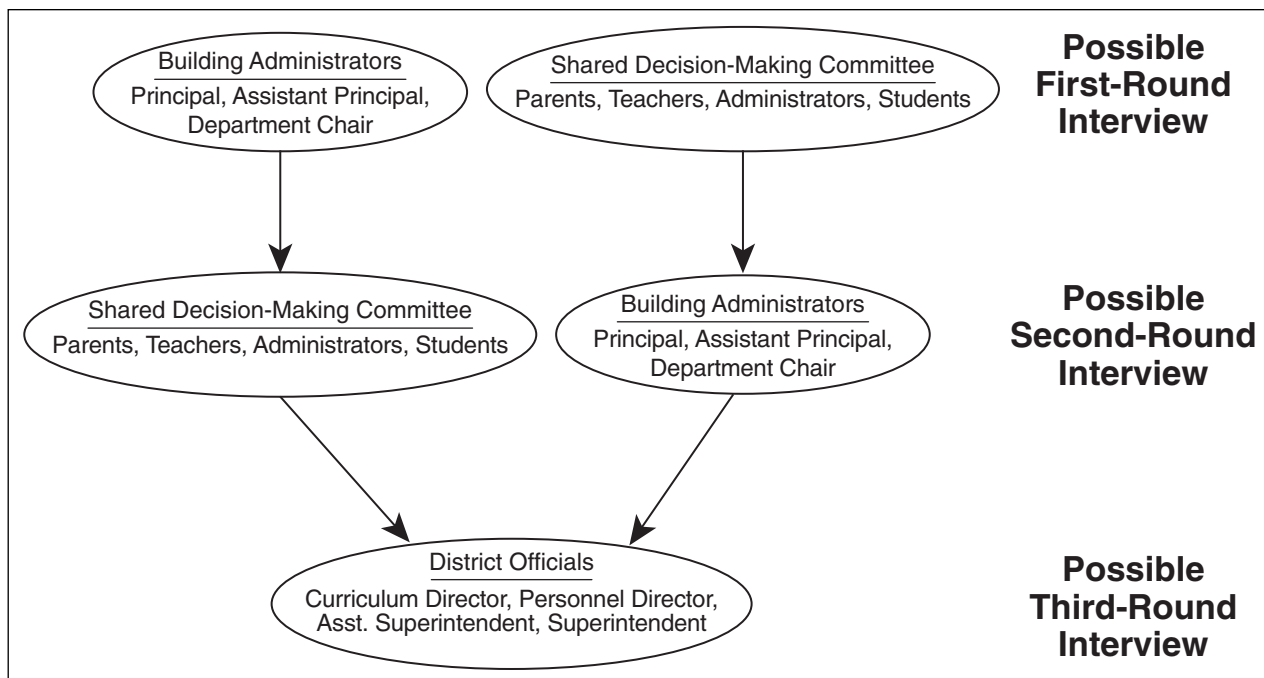 Building Administrators
Principal, Assistant Principal,
Department Chair
Shared Decision-Making Committee
Parents, Teachers, Administrators, Students
Possible
First-Round
Interview
Shared Decision-Making Committee
Parents, Teachers, Administrators, Students
Building Administrators
Principal, Assistant Principal,
Department Chair
Possible
Second-Round
Interview
District Officials
Curriculum Director, Personnel Director,
Asst. Superintendent, Superintendent
Possible
Third-Round
Interview